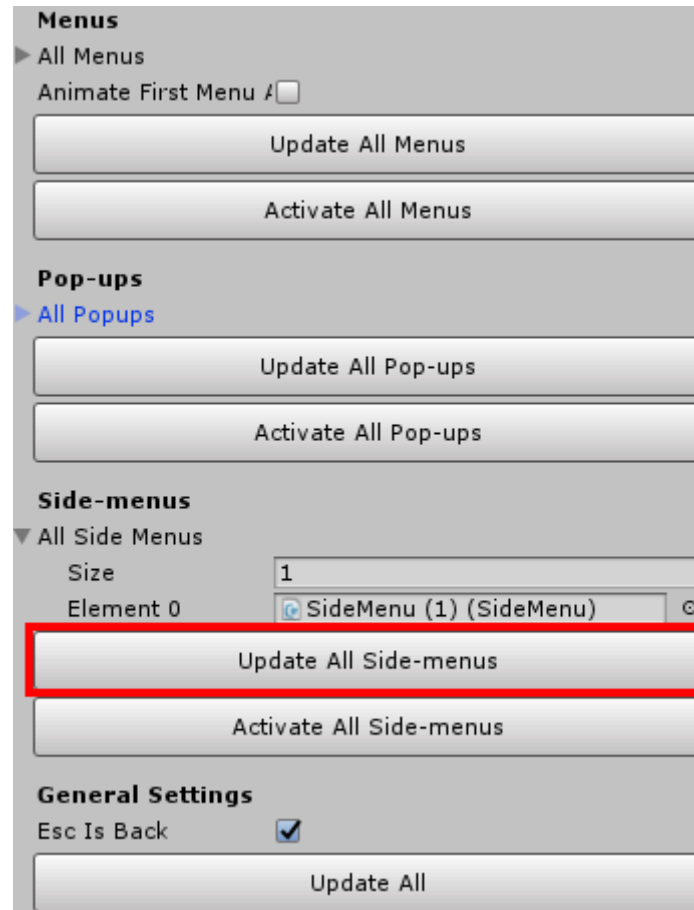 Menus
All Menus
Animate First Menu
Update All Menus
Activate All Menus
Pop-ups
All Popups
Update All Pop-ups
Activate All Pop-ups
Side-menus
All Side Menus
Size 1
Element 0 SideMenu (1) (SideMenu)
Update All Side-menus
Activate All Side-menus
General Settings
Esc Is Back
Update All